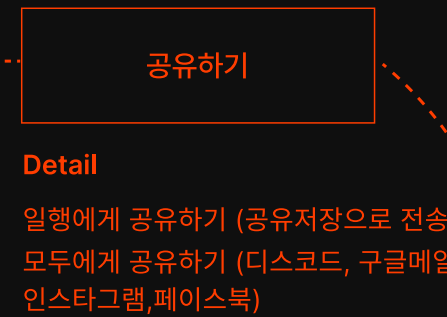 공유하기
Detail
일행에게 공유하기 (공유저장으로 전송
모두에게 공유하기 (디스코드, 구글메일
인스타그램,페이스북)